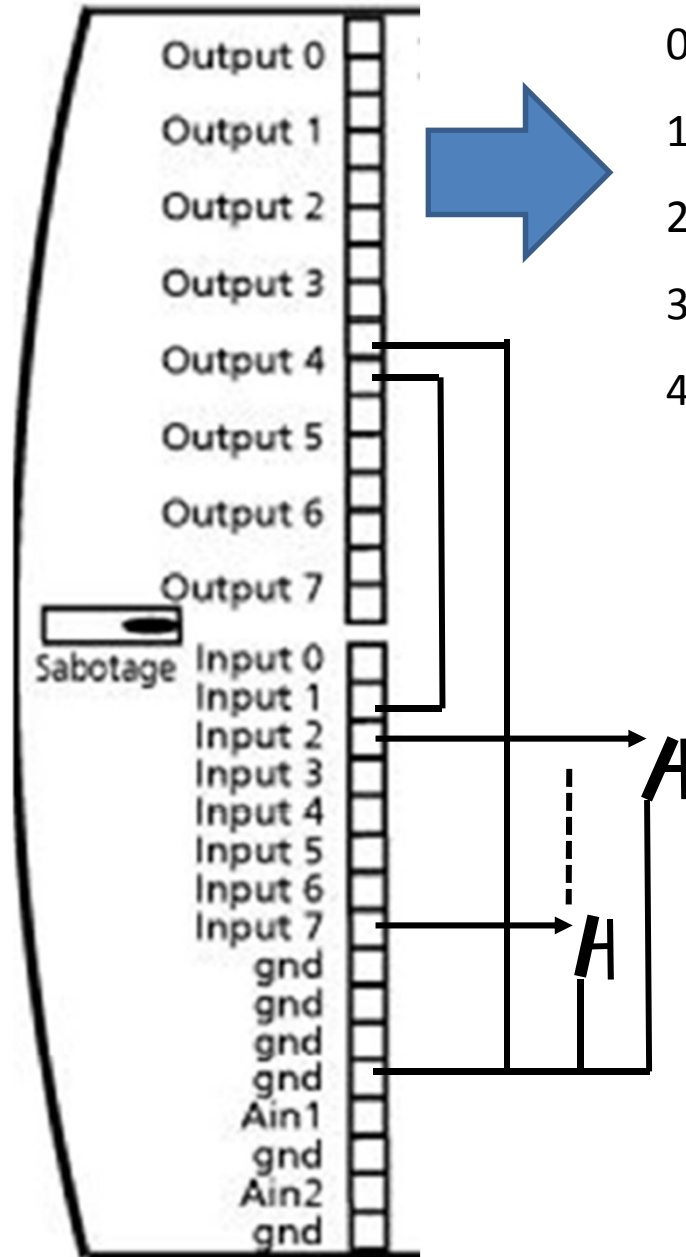 Output 0
Output 1
Output 2
Output 3
Output 4
Output 5
Output 6
Output 7
Sabotage
Input 0
Input 1
Input 2
Input 3
Input 4
Input 5
Input 6
Input 7
gnd
gnd
gnd
gnd
Ain1
gnd
Ain2
gnd
0
1
2
3
4